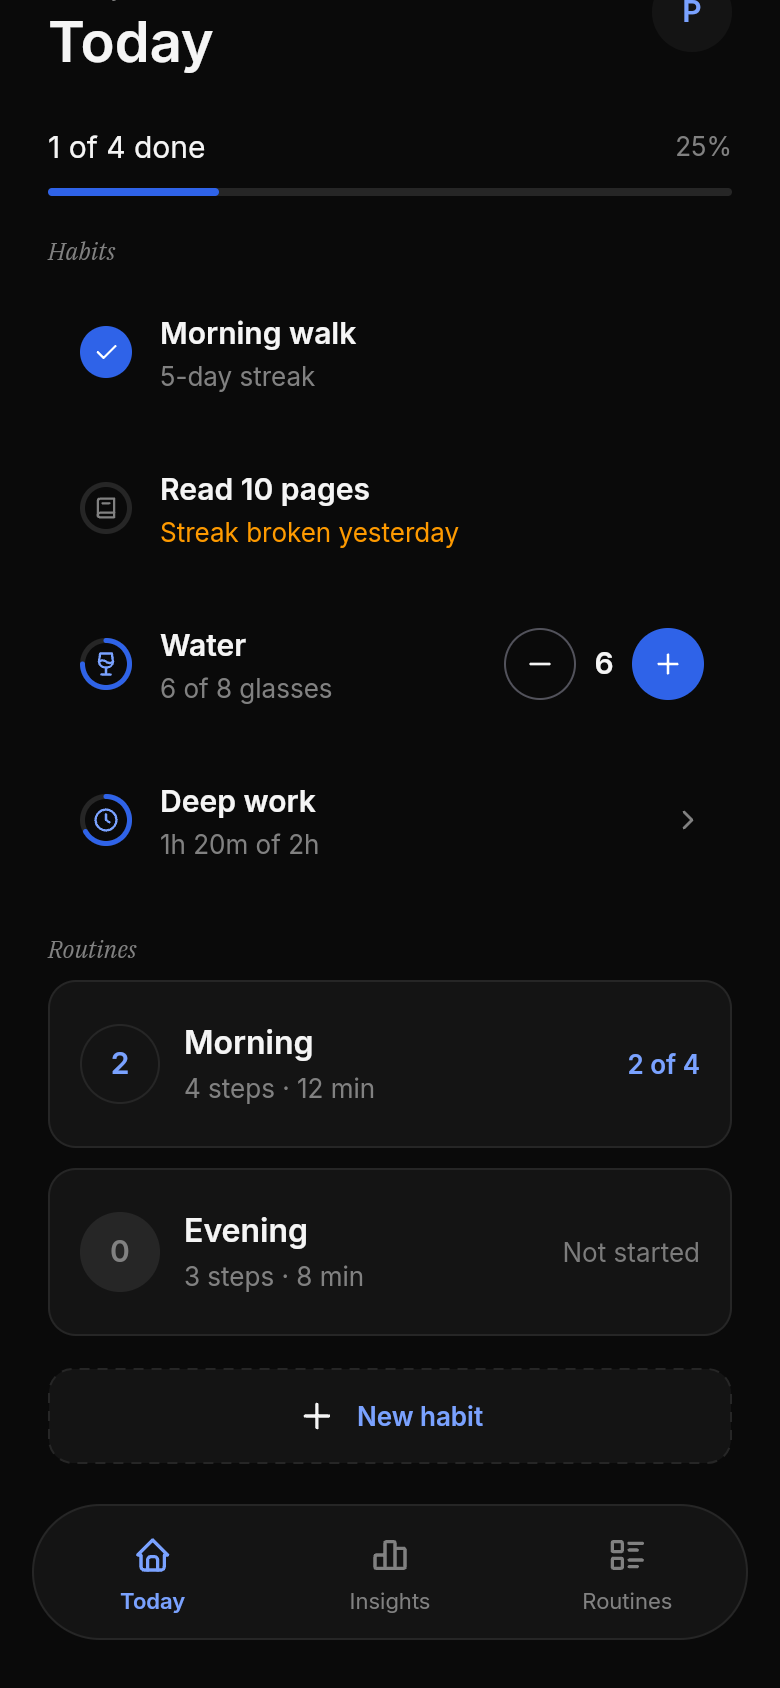 Today
P
1 of 4 done
25%
Habits
Morning walk
5-day streak
Read 10 pages
Streak broken yesterday
Water
6 of 8 glasses
6
Deep work
1h 20m of 2h
Routines
2
Morning
4 steps · 12 min
2 of 4
0
Evening
3 steps · 8 min
Not started
New habit
Today
Insights
Routines